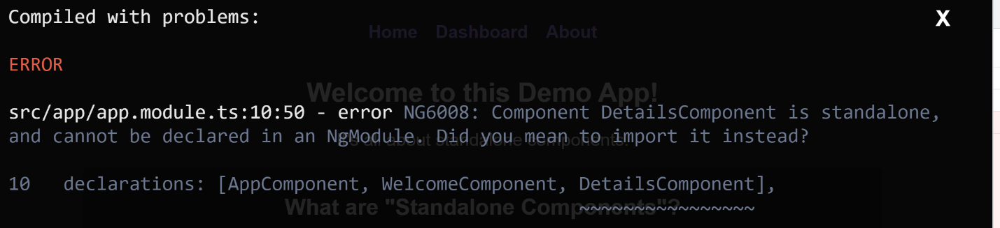 Compiled with problems:
X
Home Dashboard About
ERROR
Welcome to this Demo App!
src/app/app.module.ts:10:50 - error NG6008: Component DetailsComponent is standalone,
and cannot be declared in an NgModule. Did you mean to import it instead?
It's all about standalone components.
10 declarations: [AppComponent, WelcomeComponent, DetailsComponent],
~~~~~~~~~~~~~~~~
What are "Standalone Components"?